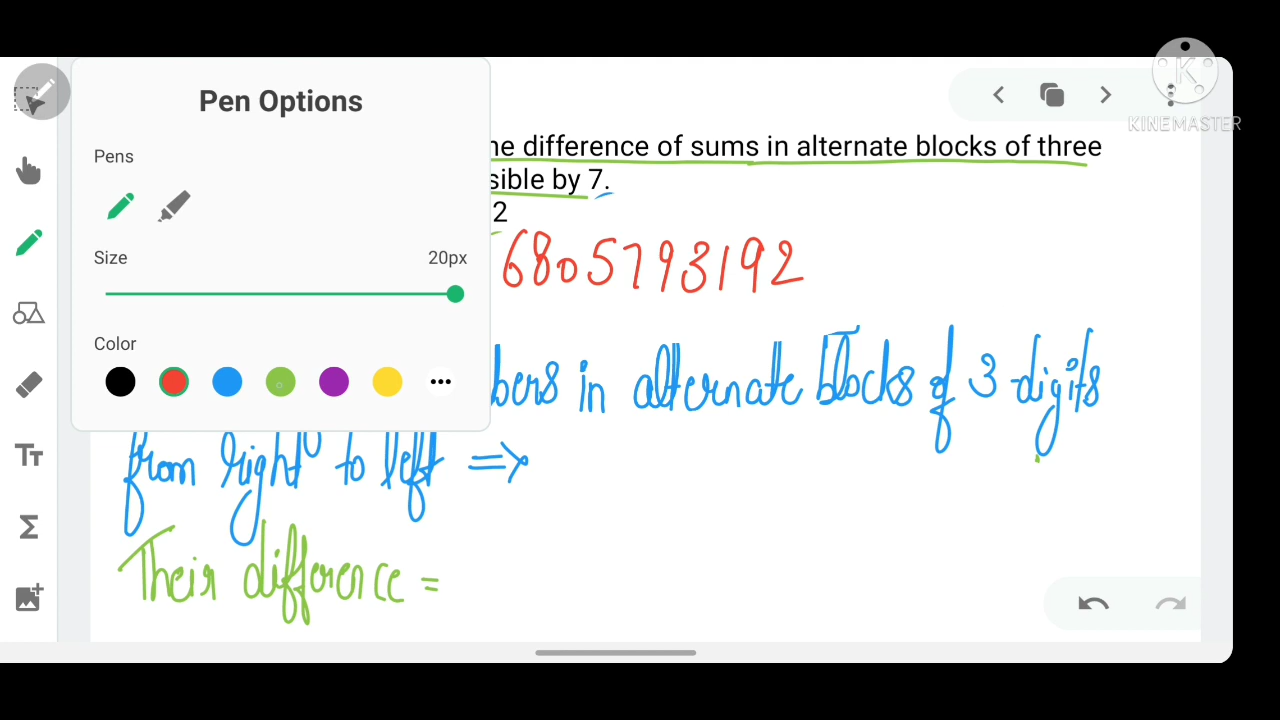 Pen Options
KINEMASTER
Pens
he difference of sums in alternate blocks of three
sible by 7.
2
Size 20px
6805793192
Color
bers in alternate blocks of 3-digits
from right to left =>
Their difference =
Tт
Σ